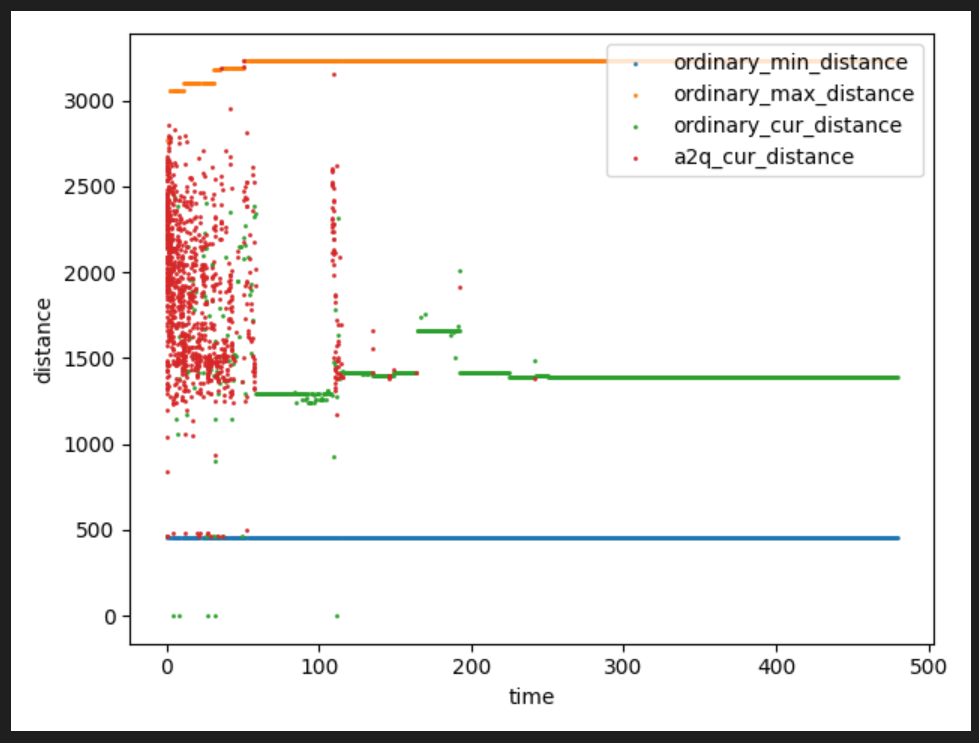 3000
2500
2000
1500
1000
500
0
distance
0 100 200 300 400 500
time
ordinary_min_distance
ordinary_max_distance
ordinary_cur_distance
a2q_cur_distance